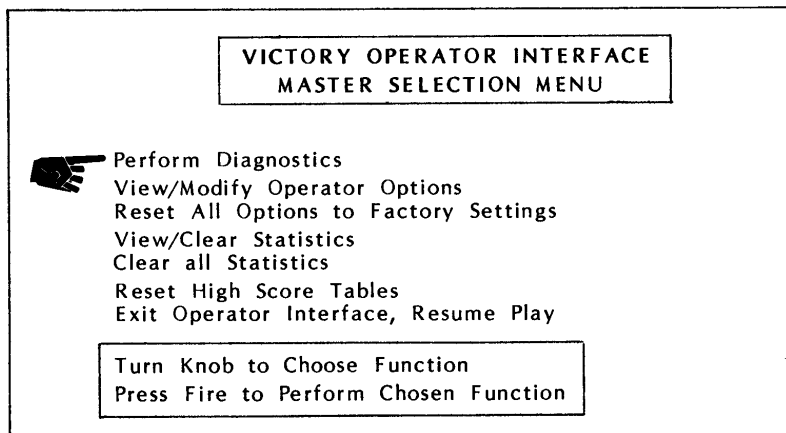 VICTORY OPERATOR INTERFACE
MASTER SELECTION MENU
Perform Diagnostics
View/Modify Operator Options
Reset All Options to Factory Settings
View/Clear Statistics
Clear all Statistics
Reset High Score Tables
Exit Operator Interface, Resume Play
Turn Knob to Choose Function
Press Fire to Perform Chosen Function